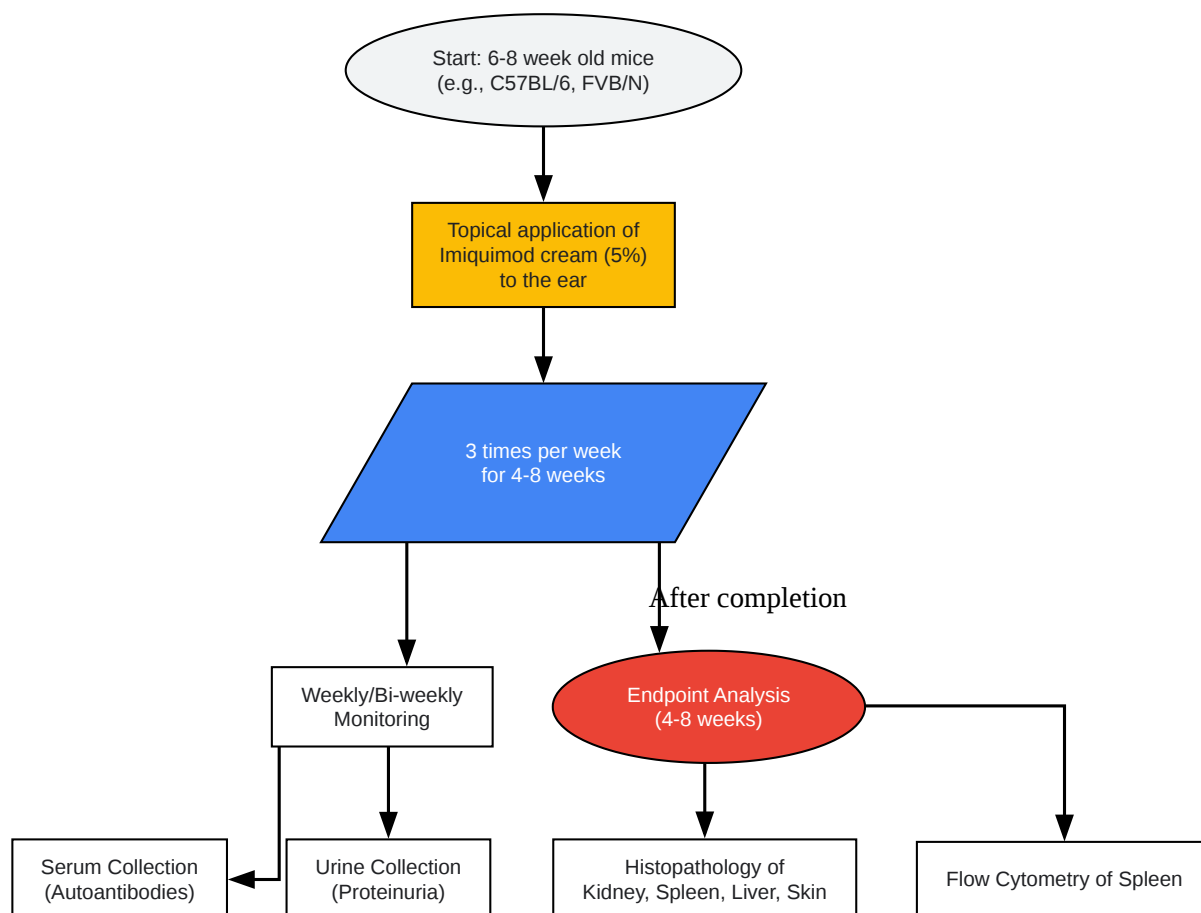 Start: 6-8 week old mice
(e.g., C57BL/6, FVB/N)
Topical application of
Imiquimod cream (5%)
to the ear
3 times per week
for 4-8 weeks
After completion
Weekly/Bi-weekly
Monitoring
Endpoint Analysis
(4-8 weeks)
Serum Collection
(Autoantibodies)
Urine Collection
(Proteinuria)
Histopathology of
Kidney, Spleen, Liver, Skin
Flow Cytometry of Spleen